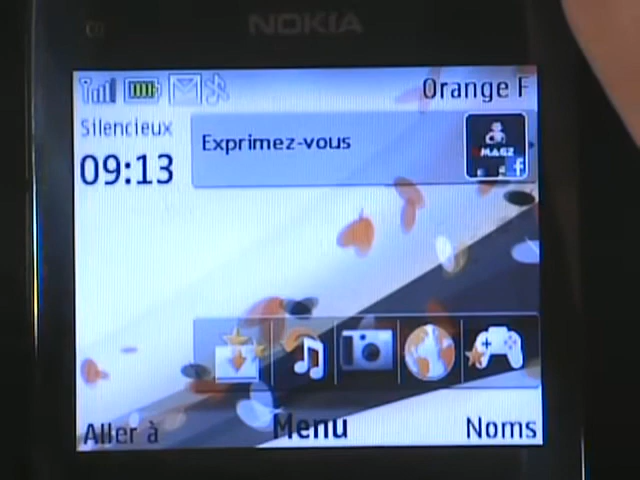 NOKIA
Orange F
Silencieux
09:13
Exprimez-vous
f
Aller à
Menu
Noms